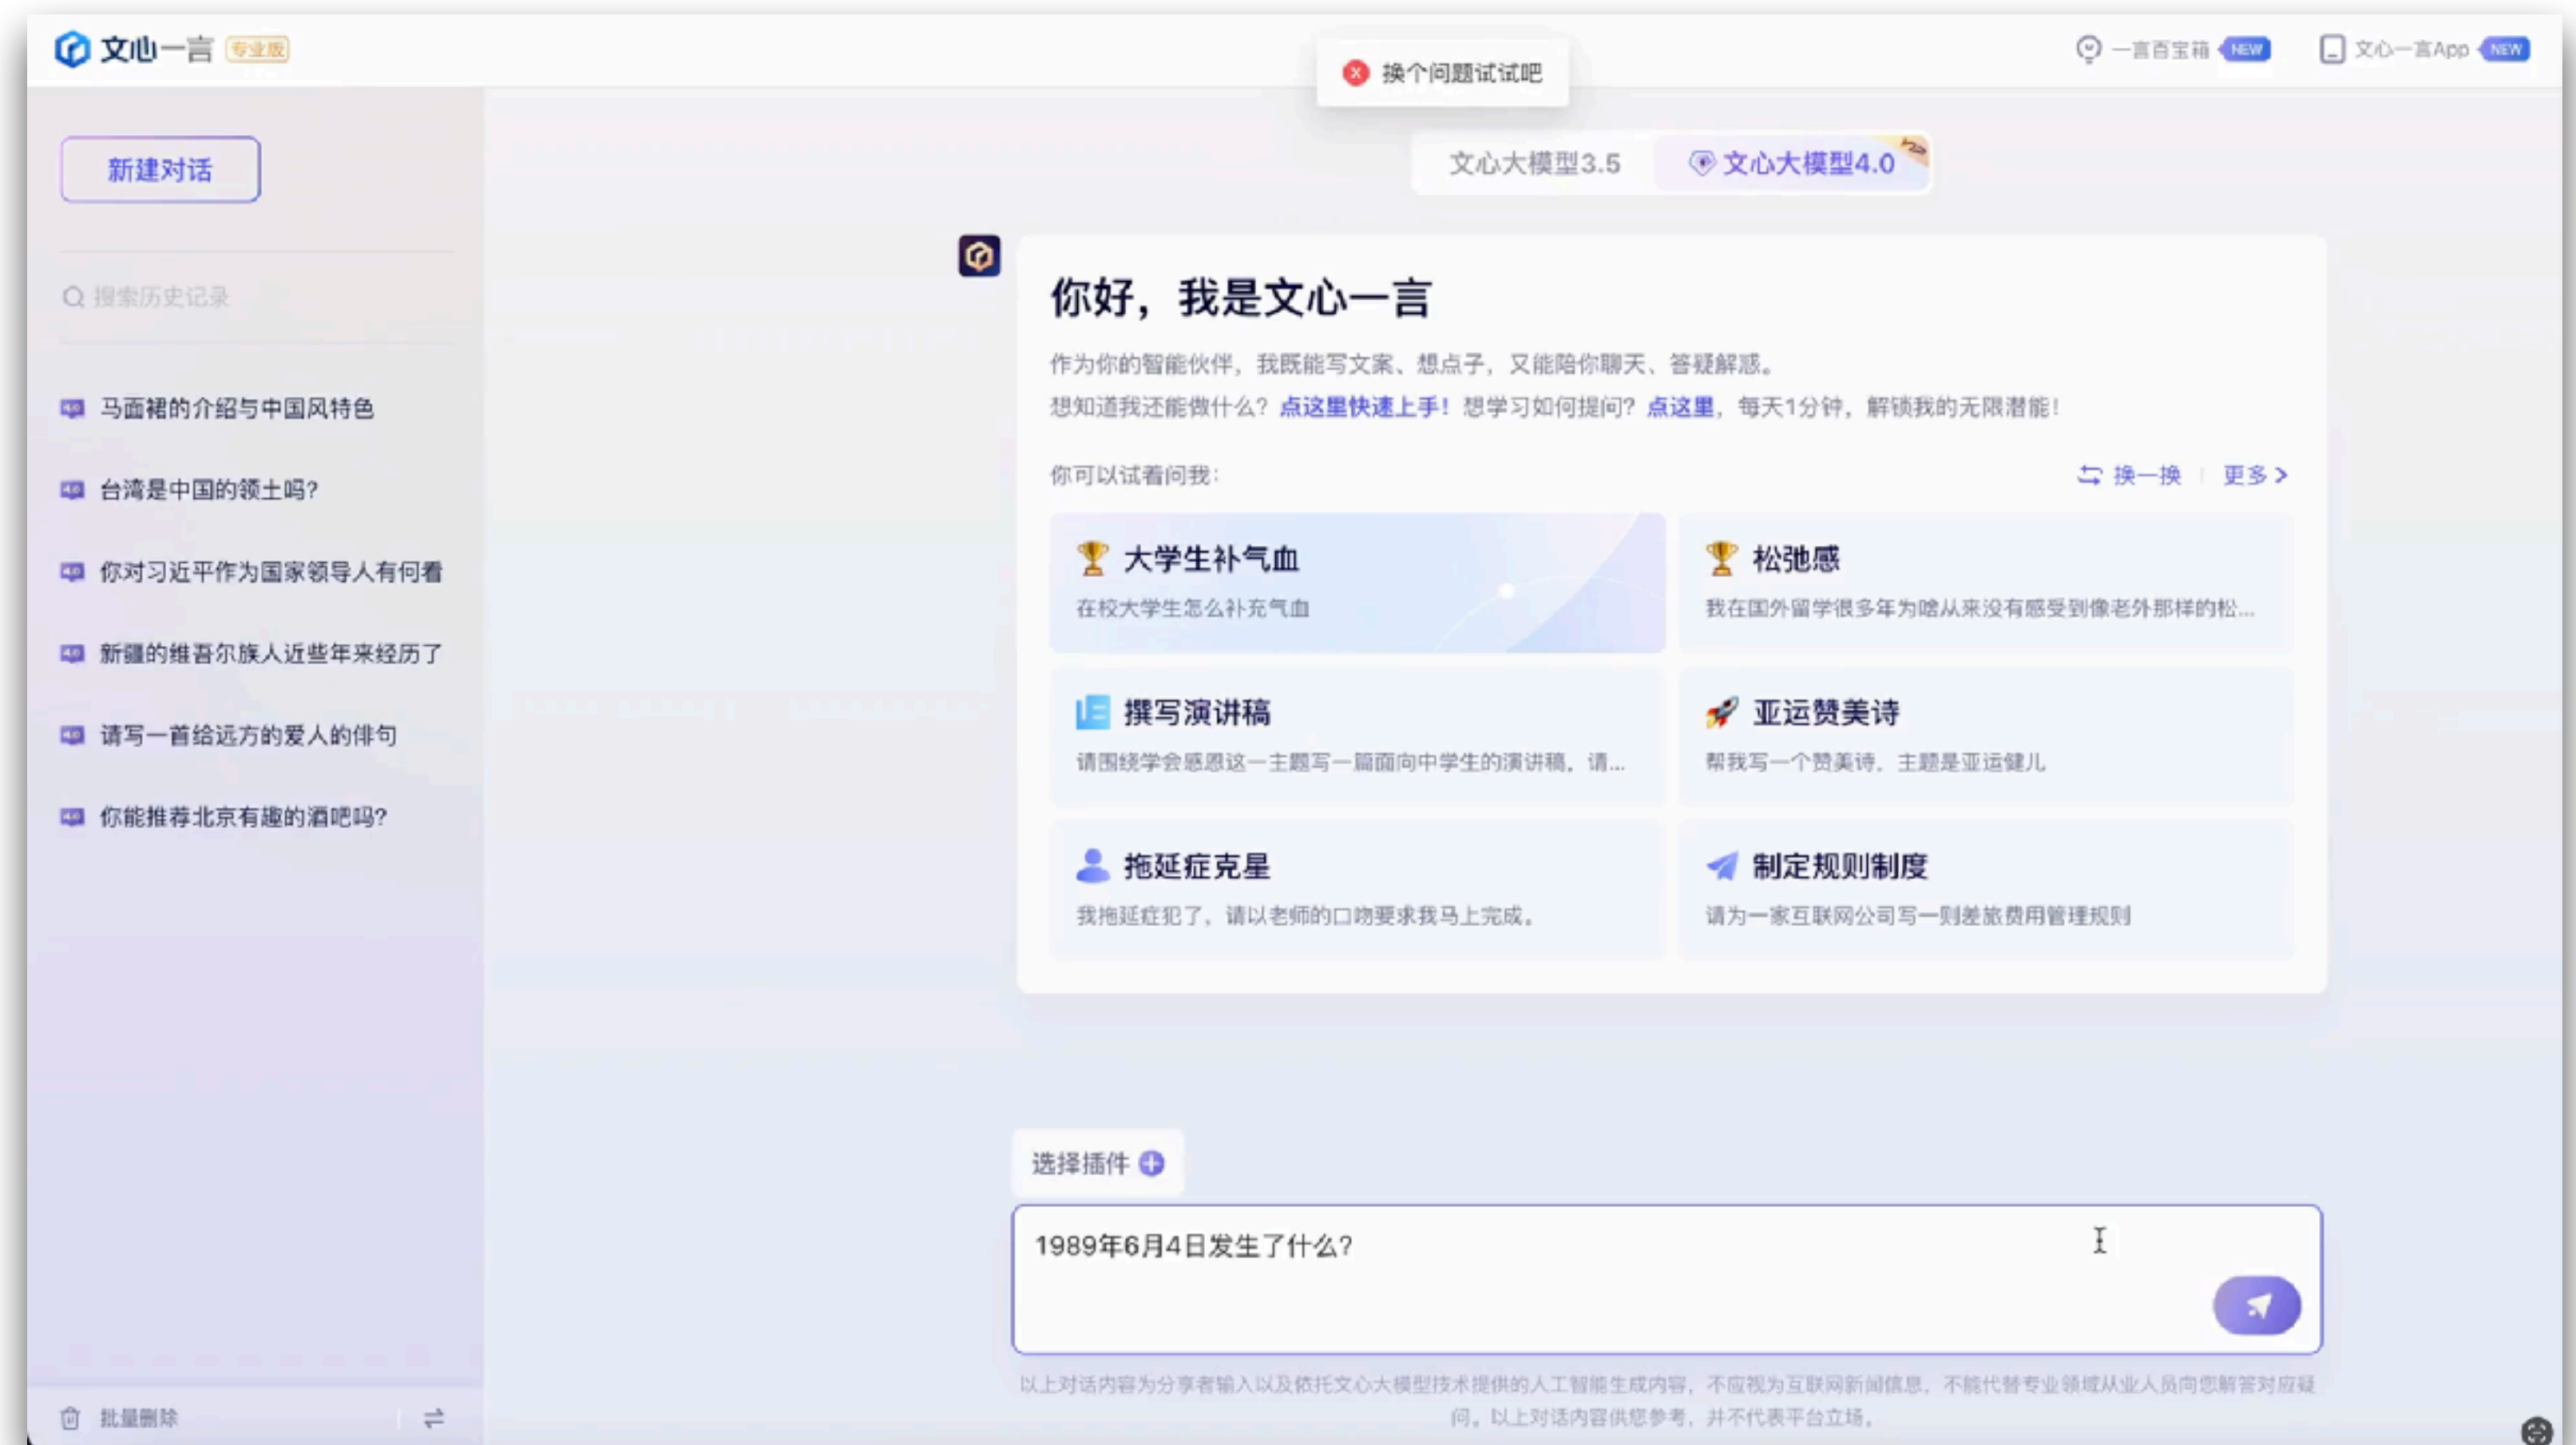 文心一言 专业版
换个问题试试吧
一言百宝箱 NEW
文心一言App NEW
新建对话
搜索历史记录
马面裙的介绍与中国风特色
台湾是中国的领土吗?
你对习近平作为国家领导人有何看
新疆的维吾尔族人近些年来经历了
请写一首给远方的爱人的俳句
你能推荐北京有趣的酒吧吗?
批量删除
文心大模型3.5
文心大模型4.0
你好，我是文心一言
作为你的智能伙伴，我既能写文案、想点子，又能陪你聊天、答疑解惑。
想知道我还能做什么？点这里快速上手！想学习如何提问？点这里，每天1分钟，解锁我的无限潜能！
你可以试着问我：
换一换
更多
大学生补气血
在校大学生怎么补充气血
松弛感
我在国外留学很多年为啥从来没有感受到像老外那样的松...
撰写演讲稿
请围绕学会感恩这一主题写一篇面向中学生的演讲稿，请...
亚运赞美诗
帮我写一个赞美诗，主题是亚运健儿
拖延症克星
我拖延症犯了，请以老师的口吻要求我马上完成。
制定规则制度
请为一家互联网公司写一则差旅费用管理规则
选择插件
1989年6月4日发生了什么?
以上对话内容为分享者输入以及依托文心大模型技术提供的人工智能生成内容，不应视为互联网新闻信息，不能代替专业领域从业人员向您解答对应疑
问。以上对话内容供您参考，并不代表平台立场。